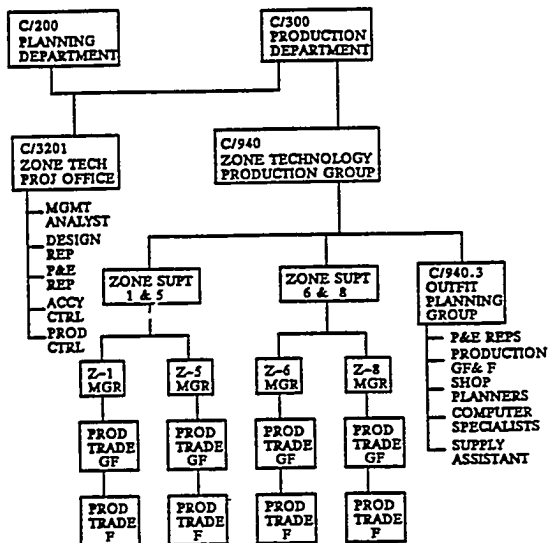 C/200
PLANNING
DEPARTMENT
C/300
PRODUCTION
DEPARTMENT
C/3201
ZONE TECH
PROJ OFFICE
MGMT
ANALYST
DESIGN
REP
P&E
REP
ACCY
CTRL
PROD
CTRL
C/940
ZONE TECHNOLOGY
PRODUCTION GROUP
ZONE SUPT
1 & 5
ZONE SUPT
6 & 8
C/940.3
OUTFIT
PLANNING
GROUP
P&E REPS
PRODUCTION
GF& F
SHOP
PLANNERS
COMPUTER
SPECIALISTS
SUPPLY
ASSISTANT
Z-1
MGR
Z-5
MGR
Z-6
MGR
Z-8
MGR
PROD
TRADE
GF
PROD
TRADE
GF
PROD
TRADE
GF
PROD
TRADE
GF
PROD
TRADE
F
PROD
TRADE
F
PROD
TRADE
F
PROD
TRADE
F